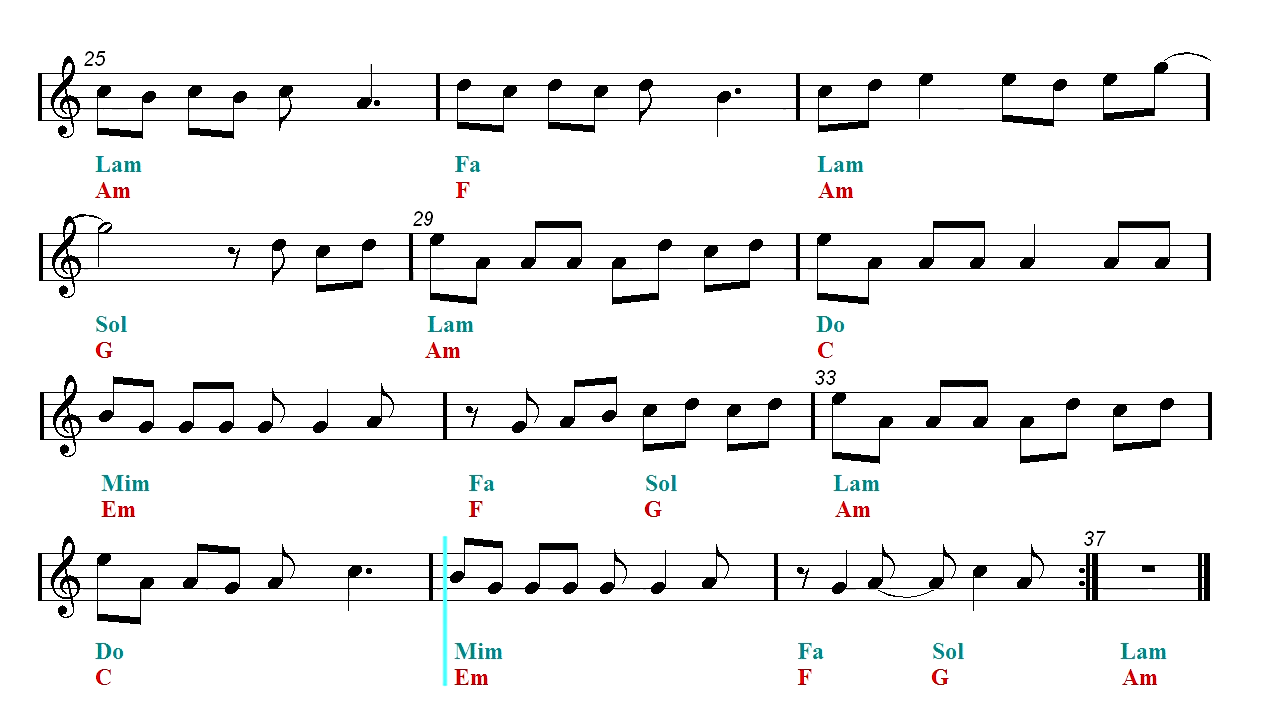 25
Lam Fa Lam
Am F Am
29
Sol Lam Do
G Am C
33
Mim Fa Sol Lam
Em F G Am
37
Do Mim Fa Sol Lam
C Em F G Am